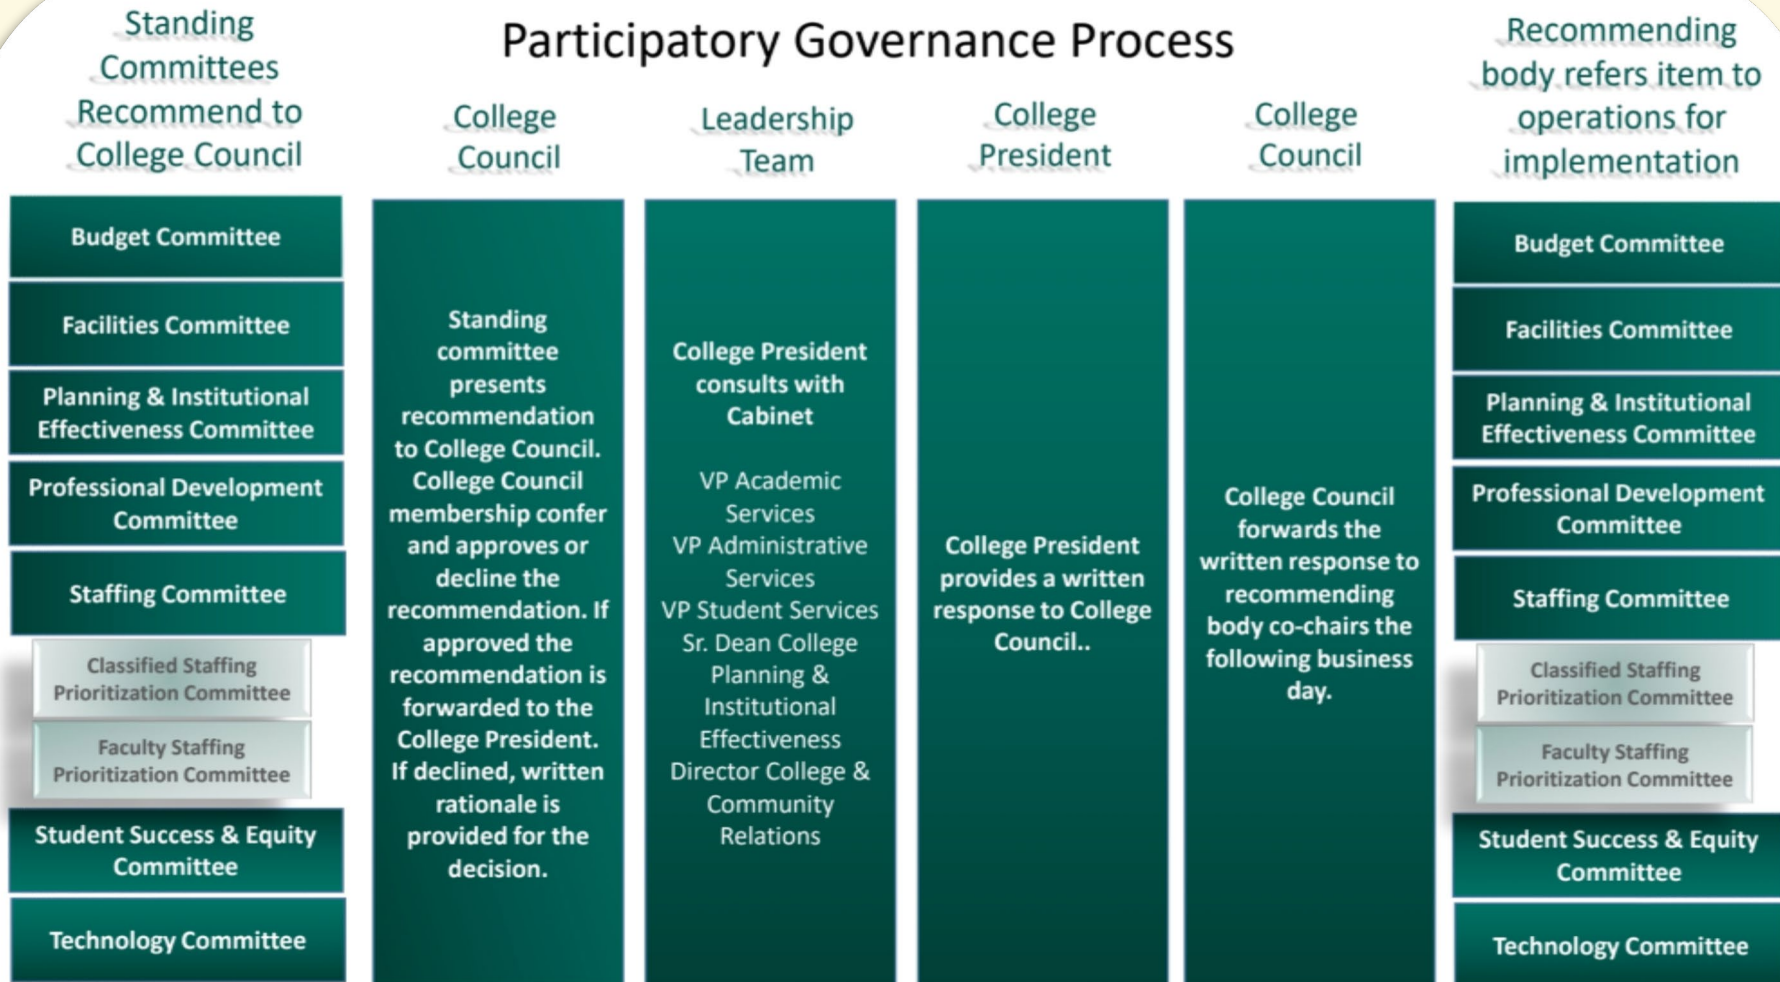 Participatory Governance Process
Standing
Committees
Recommend to
College Council
Budget Committee
Facilities Committee
Planning & Institutional
Effectiveness Committee
Professional Development
Committee
Staffing Committee
Classified Staffing
Prioritization Committee
Faculty Staffing
Prioritization Committee
Student Success & Equity
Committee
Technology Committee
College
Council
Standing
committee
presents
recommendation
to College Council.
College Council
membership confer
and approves or
decline the
recommendation. If
approved the
recommendation is
forwarded to the
College President.
If declined, written
rationale is
provided for the
decision.
Leadership
Team
College President
consults with
Cabinet
VP Academic
Services
VP Administrative
Services
VP Student Services
Sr. Dean College
Planning &
Institutional
Effectiveness
Director College &
Community
Relations
College
President
College President
provides a written
response to College
Council..
College
Council
College Council
forwards the
written response to
recommending
body co-chairs the
following business
day.
Recommending
body refers item to
operations for
implementation
Budget Committee
Facilities Committee
Planning & Institutional
Effectiveness Committee
Professional Development
Committee
Staffing Committee
Classified Staffing
Prioritization Committee
Faculty Staffing
Prioritization Committee
Student Success & Equity
Committee
Technology Committee